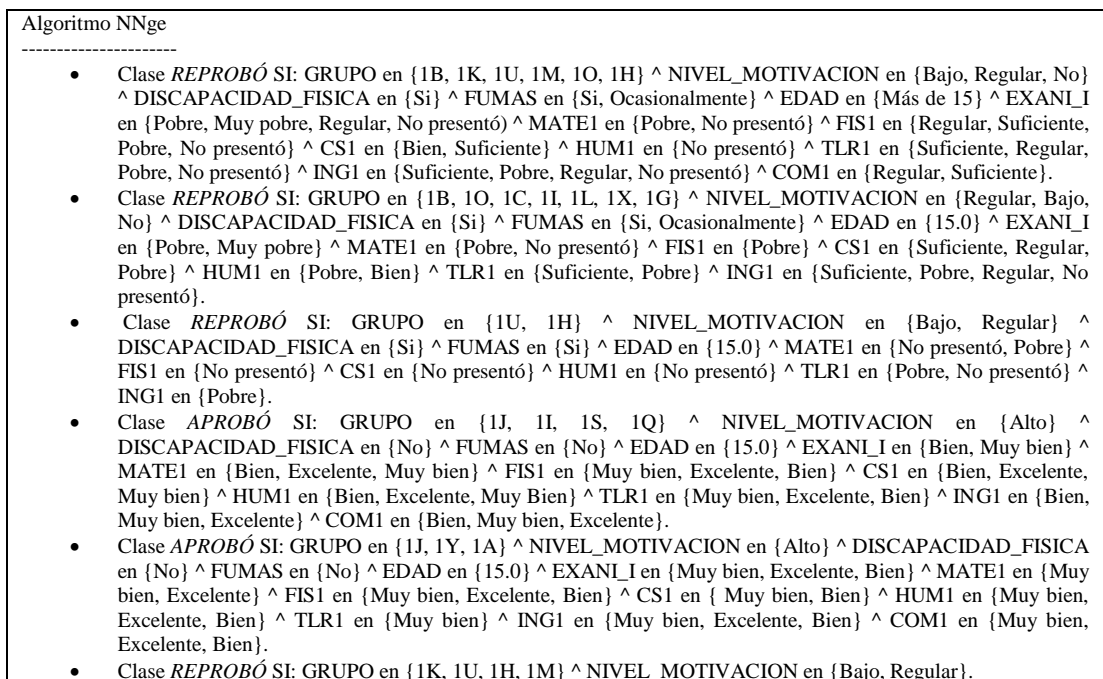 Algoritmo NNge
----------------------
• Clase REPROBÓ SI: GRUPO en {1B, 1K, 1U, 1M, 1O, 1H} ^ NIVEL_MOTIVACION en {Bajo, Regular, No}
^ DISCAPACIDAD_FISICA en {Si} ^ FUMAS en {Si, Ocasionalmente} ^ EDAD en {Más de 15} ^ EXANI_I
en {Pobre, Muy pobre, Regular, No presentó) ^ MATE1 en {Pobre, No presentó} ^ FIS1 en {Regular, Suficiente,
Pobre, No presentó} ^ CS1 en {Bien, Suficiente} ^ HUM1 en {No presentó} ^ TLR1 en {Suficiente, Regular,
Pobre, No presentó} ^ ING1 en {Suficiente, Pobre, Regular, No presentó} ^ COM1 en {Regular, Suficiente}.
• Clase REPROBÓ SI: GRUPO en {1B, 1O, 1C, 1I, 1L, 1X, 1G} ^ NIVEL_MOTIVACION en {Regular, Bajo,
No} ^ DISCAPACIDAD_FISICA en {Si} ^ FUMAS en {Si, Ocasionalmente} ^ EDAD en {15.0} ^ EXANI_I
en {Pobre, Muy pobre} ^ MATE1 en {Pobre, No presentó} ^ FIS1 en {Pobre} ^ CS1 en {Suficiente, Regular,
Pobre} ^ HUM1 en {Pobre, Bien} ^ TLR1 en {Suficiente, Pobre} ^ ING1 en {Suficiente, Pobre, Regular, No
presentó}.
• Clase REPROBÓ SI: GRUPO en {1U, 1H} ^ NIVEL_MOTIVACION en {Bajo, Regular} ^
DISCAPACIDAD_FISICA en {Si} ^ FUMAS en {Si} ^ EDAD en {15.0} ^ MATE1 en {No presentó, Pobre} ^
FIS1 en {No presentó} ^ CS1 en {No presentó} ^ HUM1 en {No presentó} ^ TLR1 en {Pobre, No presentó} ^
ING1 en {Pobre}.
• Clase APROBÓ SI: GRUPO en {1J, 1I, 1S, 1Q} ^ NIVEL_MOTIVACION en {Alto} ^
DISCAPACIDAD_FISICA en {No} ^ FUMAS en {No} ^ EDAD en {15.0} ^ EXANI_I en {Bien, Muy bien} ^
MATE1 en {Bien, Excelente, Muy bien} ^ FIS1 en {Muy bien, Excelente, Bien} ^ CS1 en {Bien, Excelente,
Muy bien} ^ HUM1 en {Bien, Excelente, Muy Bien} ^ TLR1 en {Muy bien, Excelente, Bien} ^ ING1 en {Bien,
Muy bien, Excelente} ^ COM1 en {Bien, Muy bien, Excelente}.
• Clase APROBÓ SI: GRUPO en {1J, 1Y, 1A} ^ NIVEL_MOTIVACION en {Alto} ^ DISCAPACIDAD_FISICA
en {No} ^ FUMAS en {No} ^ EDAD en {15.0} ^ EXANI_I en {Muy bien, Excelente, Bien} ^ MATE1 en {Muy
bien, Excelente} ^ FIS1 en {Muy bien, Excelente, Bien} ^ CS1 en { Muy bien, Bien} ^ HUM1 en {Muy bien,
Excelente, Bien} ^ TLR1 en {Muy bien} ^ ING1 en {Muy bien, Excelente, Bien} ^ COM1 en {Muy bien,
Excelente, Bien}.
• Clase REPROBÓ SI: GRUPO en {1K, 1U, 1H, 1M} ^ NIVEL_MOTIVACION en {Bajo, Regular}.